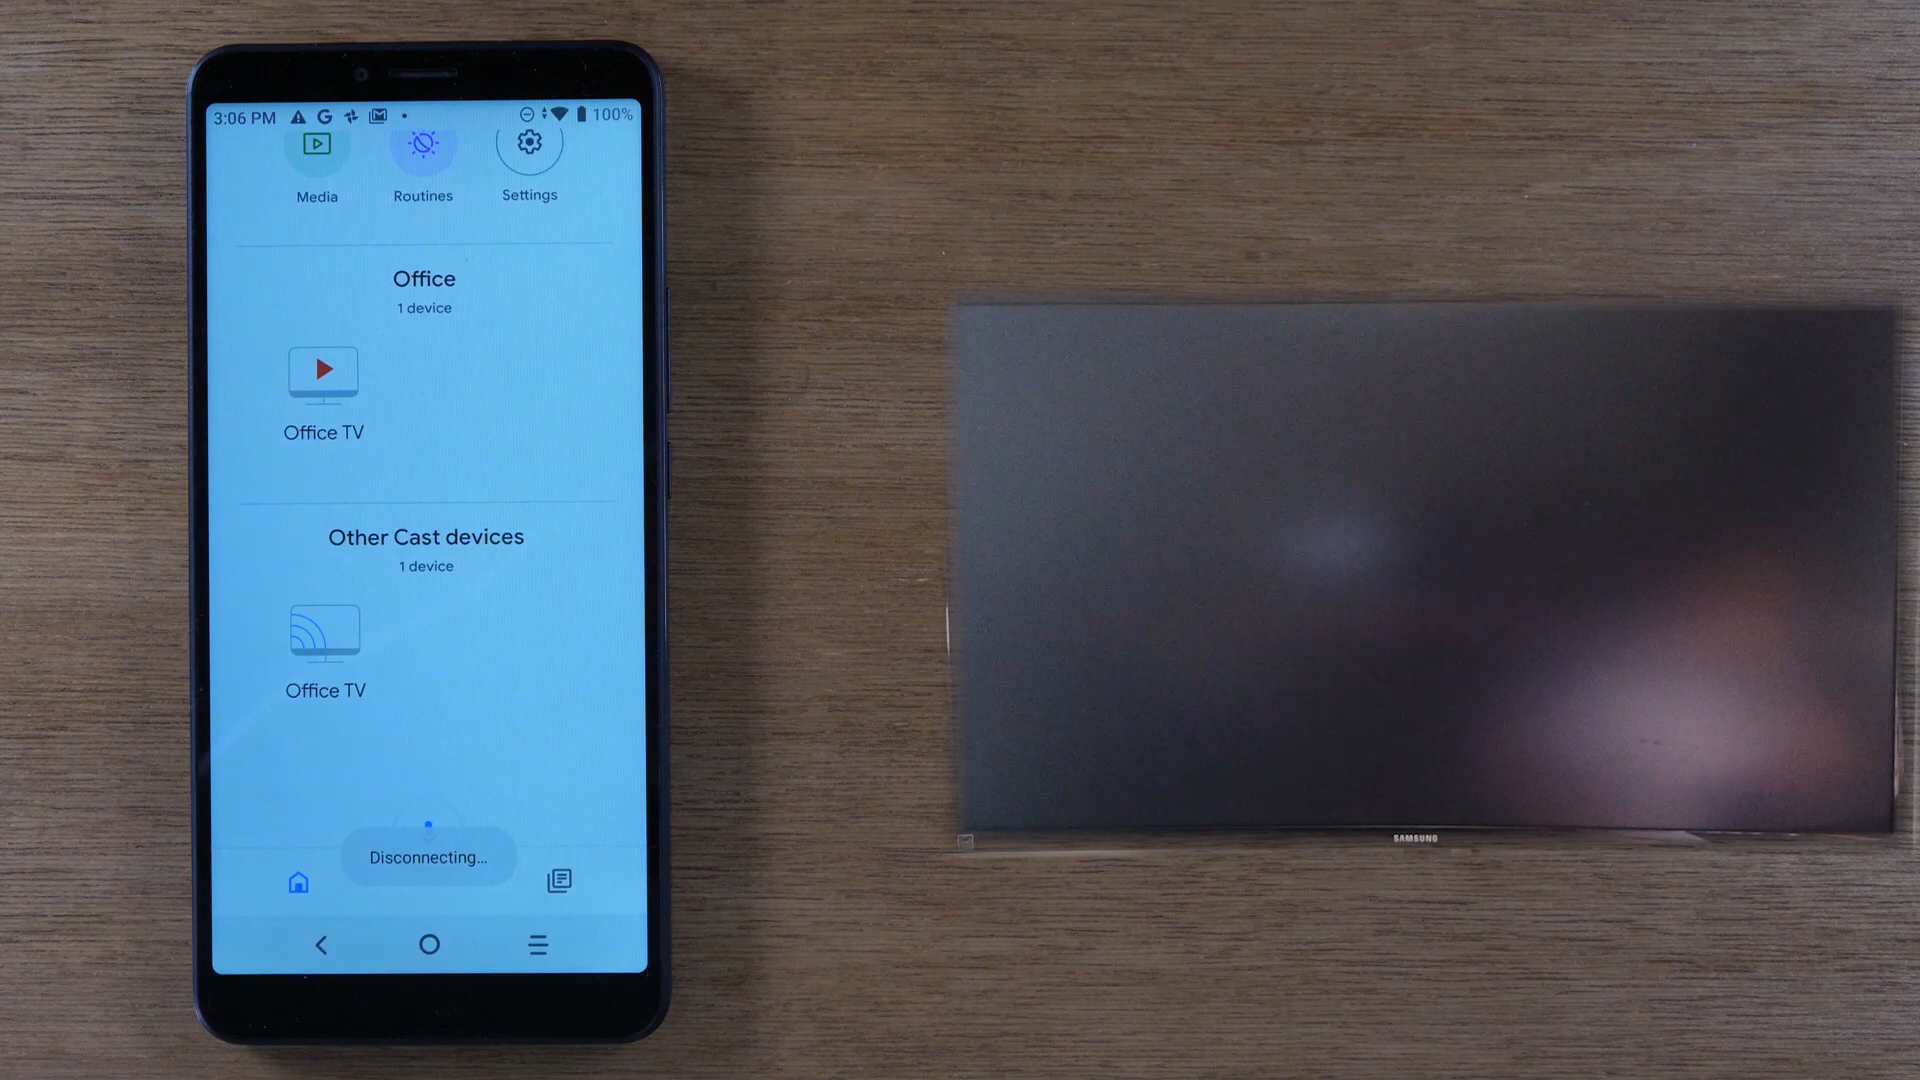 3:06 PM G 100%
Media Routines Settings
Office
1 device
Office TV
Other Cast devices
1 device
Office TV
Disconnecting...
SAMSUNG